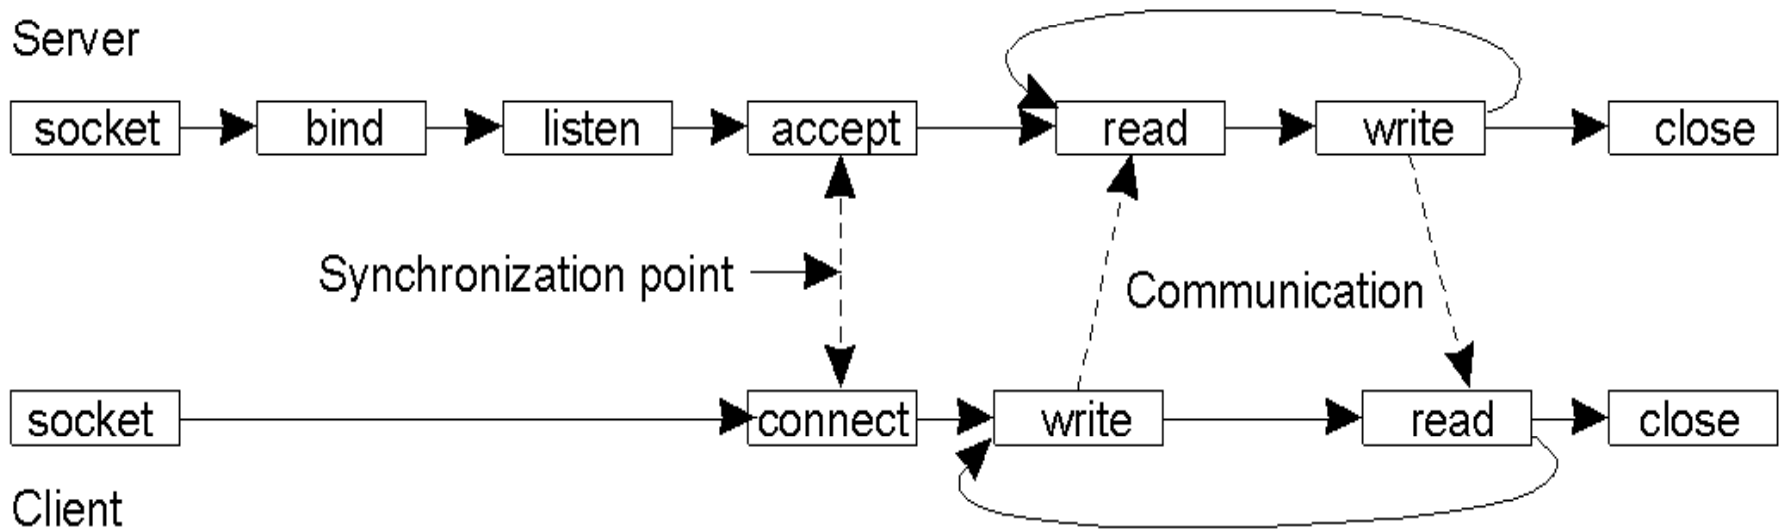 Server
socket bind listen accept read write close
Synchronization point
Communication
socket connect write read close
Client